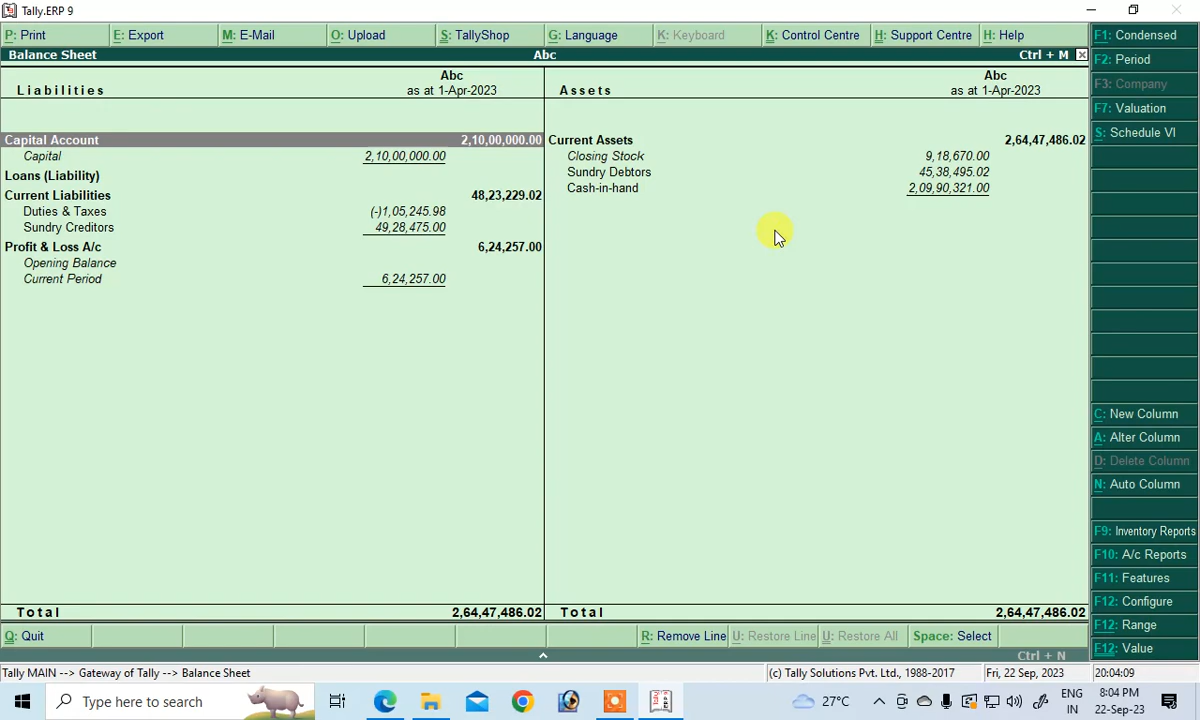 Tally.ERP 9
P: Print E: Export M: E-Mail O: Upload S: TallyShop G: Language K: Keyboard K: Control Centre H: Support Centre H: Help
Balance Sheet Abc Ctrl + M
Liabilities Abc as at 1-Apr-2023 Assets Abc as at 1-Apr-2023
Capital Account 2,10,00,000.00
Capital 2,10,00,000.00
Loans (Liability)
Current Liabilities 48,23,229.02
Duties & Taxes (-)1,05,245.98
Sundry Creditors 49,28,475.00
Profit & Loss A/c 6,24,257.00
Opening Balance
Current Period 6,24,257.00
Current Assets 2,64,47,486.02
Closing Stock 9,18,670.00
Sundry Debtors 45,38,495.02
Cash-in-hand 2,09,90,321.00
Total 2,64,47,486.02 Total 2,64,47,486.02
F1: Condensed
F2: Period
F3: Company
F7: Valuation
S: Schedule VI
C: New Column
A: Alter Column
D: Delete Column
N: Auto Column
F9: Inventory Reports
F10: A/c Reports
F11: Features
F12: Configure
F12: Range
F12: Value
Q: Quit R: Remove Line U: Restore Line U: Restore All Space: Select
Ctrl + N
Tally MAIN --> Gateway of Tally --> Balance Sheet (c) Tally Solutions Pvt. Ltd., 1988-2017 Fri, 22 Sep, 2023 20:04:09
Type here to search 27°C ENG IN 8:04 PM 22-Sep-23